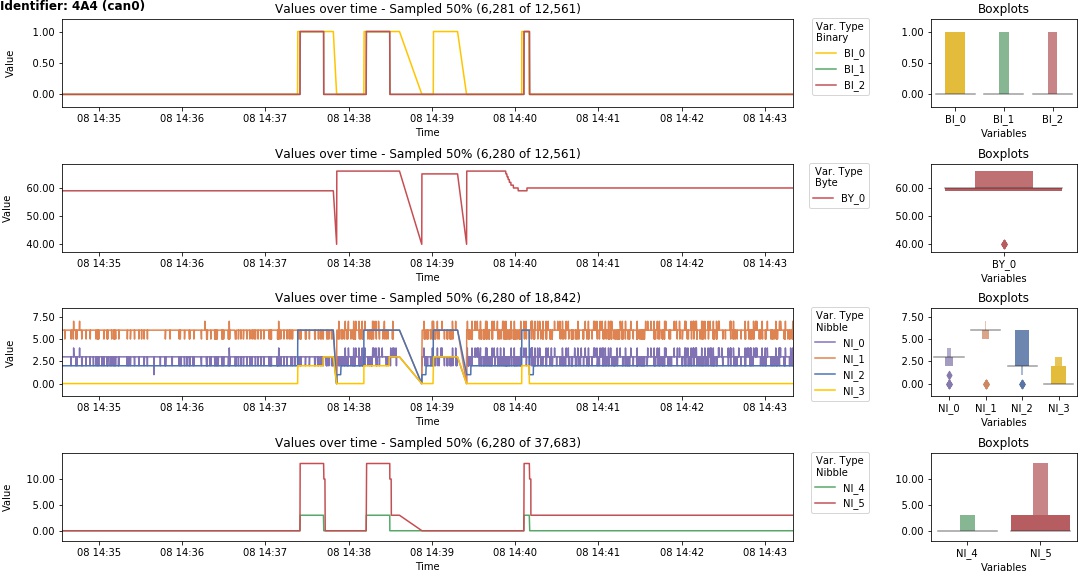 Identifier: 4A4 (can0)
Values over time - Sampled 50% (6,281 of 12,561)
Boxplots
Value
1.00
0.50
0.00
08 14:35 08 14:36 08 14:37 08 14:38 08 14:39 08 14:40 08 14:41 08 14:42 08 14:43
Time
Var. Type
Binary
BI_0
BI_1
BI_2
1.00
0.50
0.00
BI_0 BI_1 BI_2
Variables
Values over time - Sampled 50% (6,280 of 12,561)
Boxplots
Value
60.00
50.00
40.00
08 14:35 08 14:36 08 14:37 08 14:38 08 14:39 08 14:40 08 14:41 08 14:42 08 14:43
Time
Var. Type
Byte
BY_0
60.00
50.00
40.00
BY_0
Variables
Values over time - Sampled 50% (6,280 of 18,842)
Boxplots
Value
7.50
5.00
2.50
0.00
08 14:35 08 14:36 08 14:37 08 14:38 08 14:39 08 14:40 08 14:41 08 14:42 08 14:43
Time
Var. Type
Nibble
NI_0
NI_1
NI_2
NI_3
7.50
5.00
2.50
0.00
NI_0 NI_1 NI_2 NI_3
Variables
Values over time - Sampled 50% (6,280 of 37,683)
Boxplots
Value
10.00
5.00
0.00
08 14:35 08 14:36 08 14:37 08 14:38 08 14:39 08 14:40 08 14:41 08 14:42 08 14:43
Time
Var. Type
Nibble
NI_4
NI_5
10.00
5.00
0.00
NI_4 NI_5
Variables